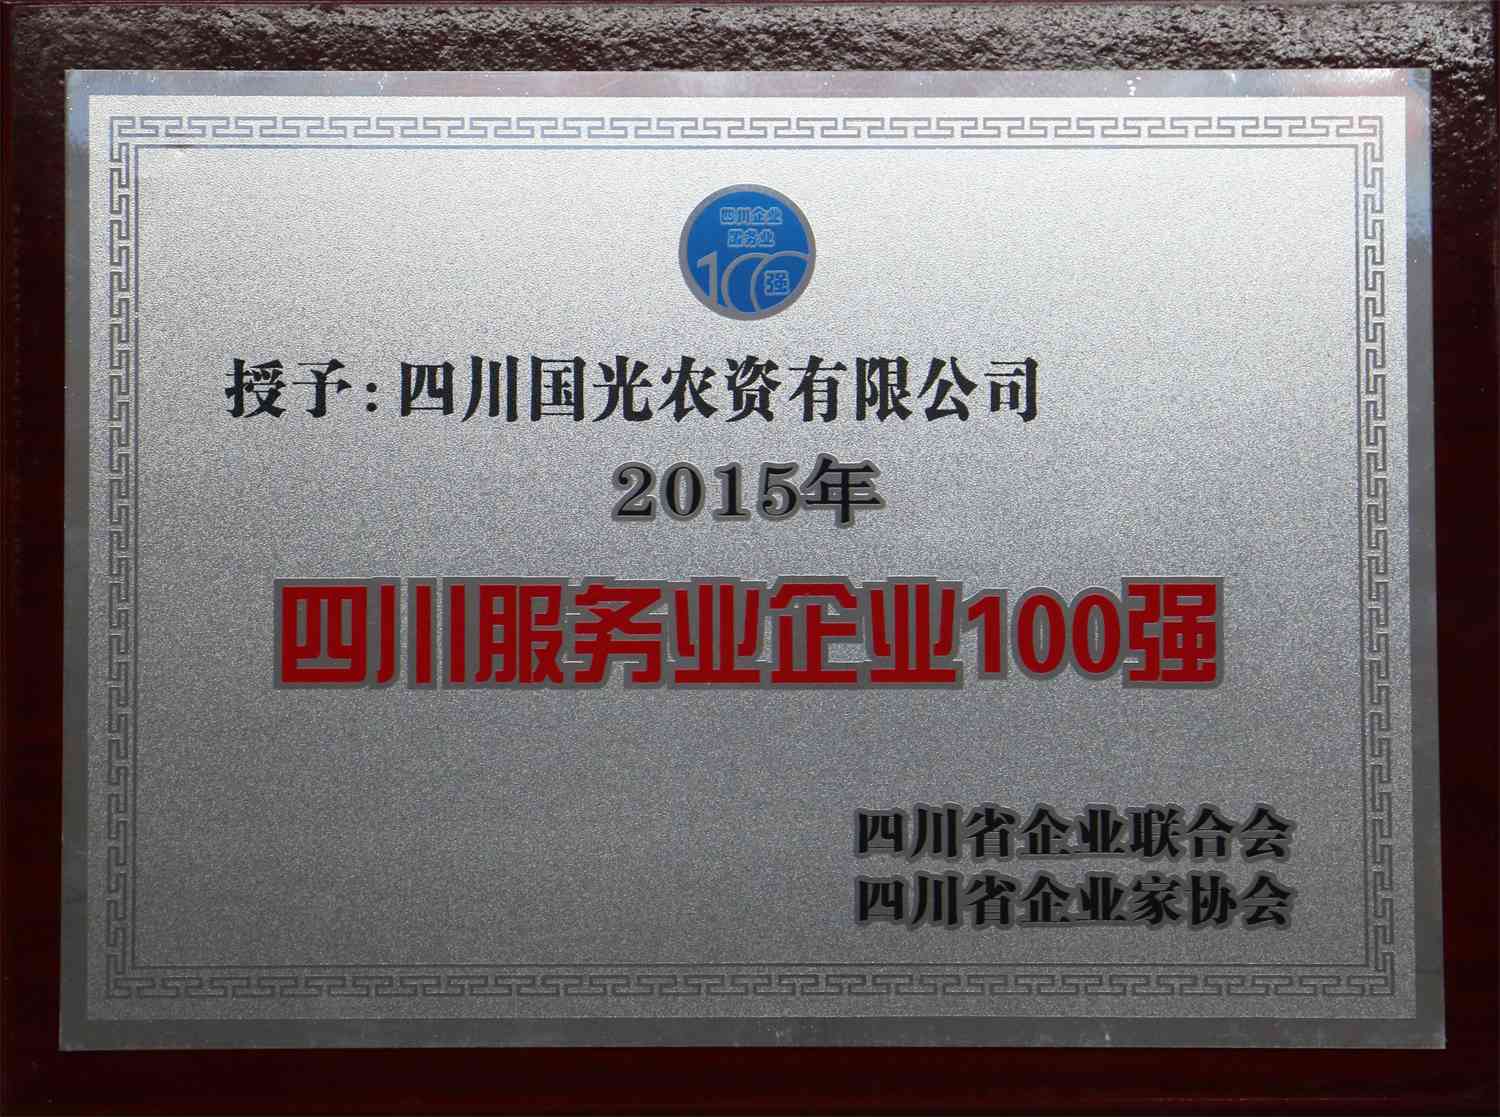 四川企业
服务业
100强
授予:四川国光农资有限公司
2015年
四川服务业企业100强
四川省企业联合会
四川省企业家协会